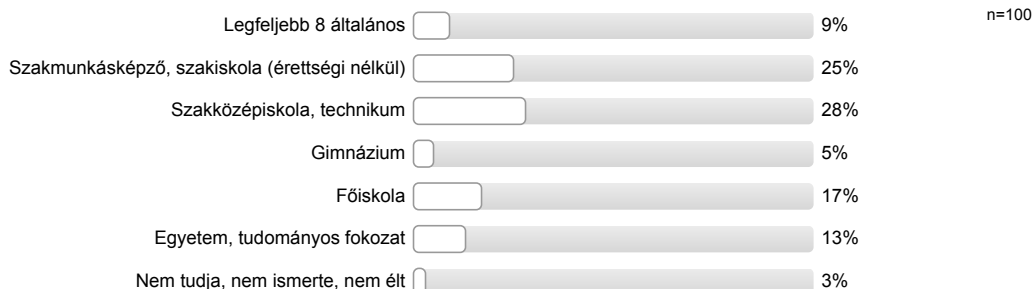 Legfeljebb 8 általános 9% n=100
Szakmunkásképző, szakiskola (érettségi nélkül) 25%
Szakközépiskola, technikum 28%
Gimnázium 5%
Főiskola 17%
Egyetem, tudományos fokozat 13%
Nem tudja, nem ismerte, nem élt 3%